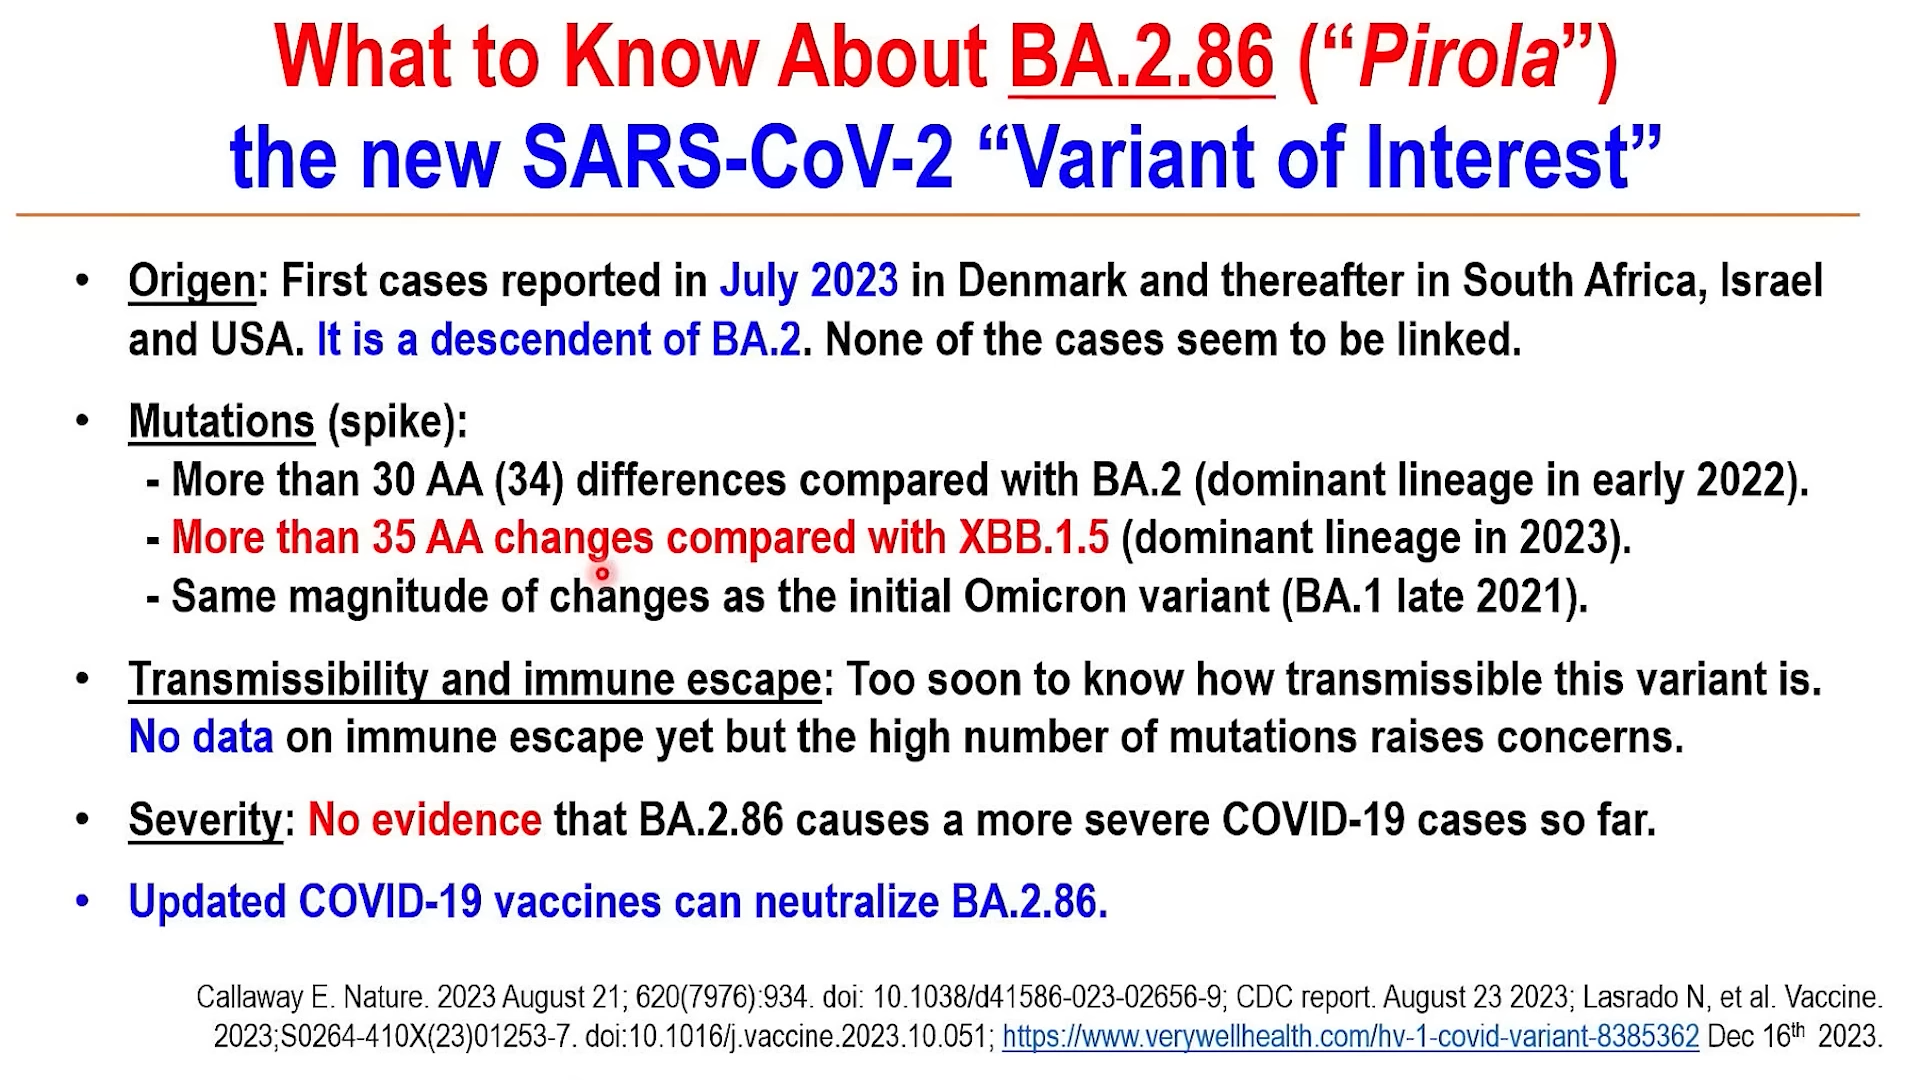 What to Know About BA.2.86 (“Pirola”)
the new SARS-CoV-2 “Variant of Interest”
• Origen: First cases reported in July 2023 in Denmark and thereafter in South Africa, Israel
and USA. It is a descendent of BA.2. None of the cases seem to be linked.
• Mutations (spike):
- More than 30 AA (34) differences compared with BA.2 (dominant lineage in early 2022).
- More than 35 AA changes compared with XBB.1.5 (dominant lineage in 2023).
- Same magnitude of changes as the initial Omicron variant (BA.1 late 2021).
• Transmissibility and immune escape: Too soon to know how transmissible this variant is.
No data on immune escape yet but the high number of mutations raises concerns.
• Severity: No evidence that BA.2.86 causes a more severe COVID-19 cases so far.
• Updated COVID-19 vaccines can neutralize BA.2.86.
Callaway E. Nature. 2023 August 21; 620(7976):934. doi: 10.1038/d41586-023-02656-9; CDC report. August 23 2023; Lasrado N, et al. Vaccine.
2023;S0264-410X(23)01253-7. doi:10.1016/j.vaccine.2023.10.051; https://www.verywellhealth.com/hv-1-covid-variant-8385362 Dec 16th 2023.